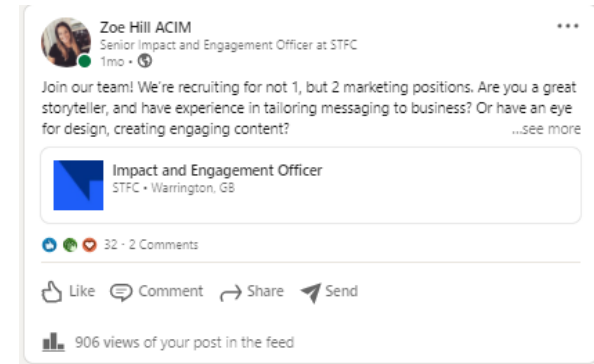 Zoe Hill ACIM
Senior Impact and Engagement Officer at STFC
1mo •
Join our team! We're recruiting for not 1, but 2 marketing positions. Are you a great
storyteller, and have experience in tailoring messaging to business? Or have an eye
for design, creating engaging content? ...see more
Impact and Engagement Officer
STFC • Warrington, GB
32 · 2 Comments
Like Comment Share Send
906 views of your post in the feed